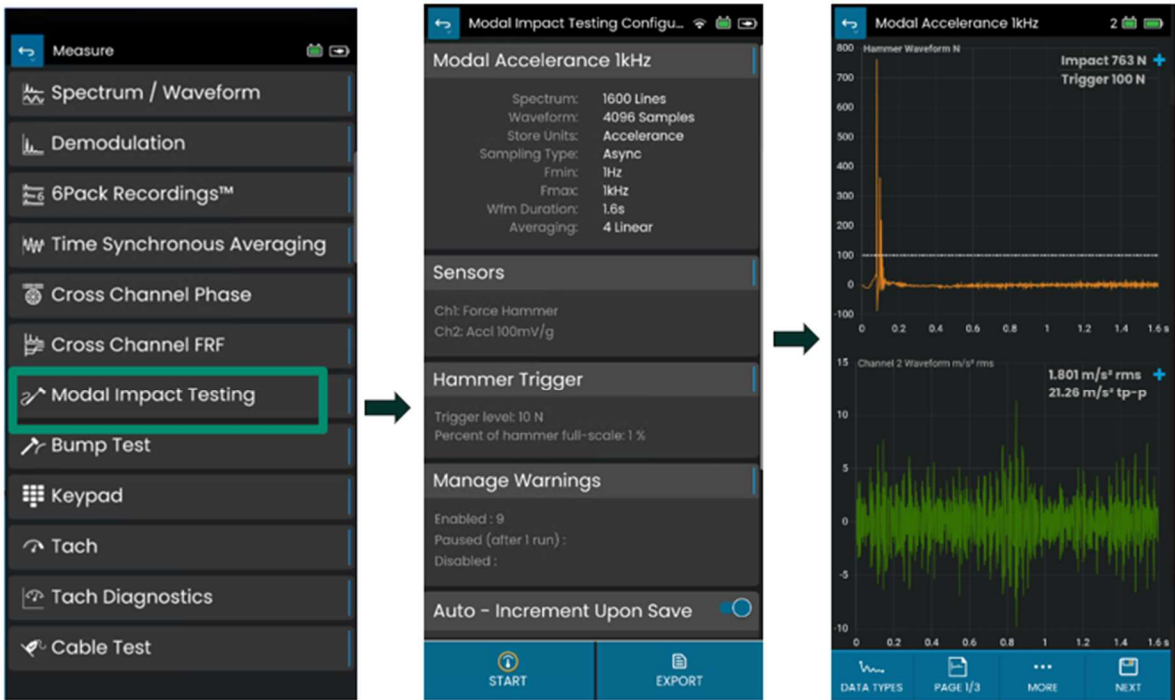 Measure
Spectrum / Waveform
Demodulation
6Pack Recordings™
Time Synchronous Averaging
Cross Channel Phase
Cross Channel FRF
Modal Impact Testing
Bump Test
Keypad
Tach
Tach Diagnostics
Cable Test
Modal Impact Testing Configu...
Modal Accelerance 1kHz
Spectrum: 1600 Lines
Waveform: 4096 Samples
Store Units: Accelerance
Sampling Type: Async
Fmin: 1Hz
Fmax: 1kHz
Wfm Duration: 1.6s
Averaging: 4 Linear
Sensors
Ch1: Force Hammer
Ch2: Accl 100mV/g
Hammer Trigger
Trigger level: 10 N
Percent of hammer full-scale: 1 %
Manage Warnings
Enabled : 9
Paused (after 1 run) :
Disabled :
Auto - Increment Upon Save
START EXPORT
Modal Accelerance 1kHz 2
800 Hammer Waveform N
Impact 763 N
Trigger 100 N
700
600
500
400
300
200
100
0
-100
0 0.2 0.4 0.6 0.8 1 1.2 1.4 1.6 s
15 Channel 2 Waveform m/s² rms
1.801 m/s² rms
21.26 m/s² tp-p
10
5
0
-5
-10
0 0.2 0.4 0.6 0.8 1 1.2 1.4 1.6 s
DATA TYPES PAGE 1/3 MORE NEXT